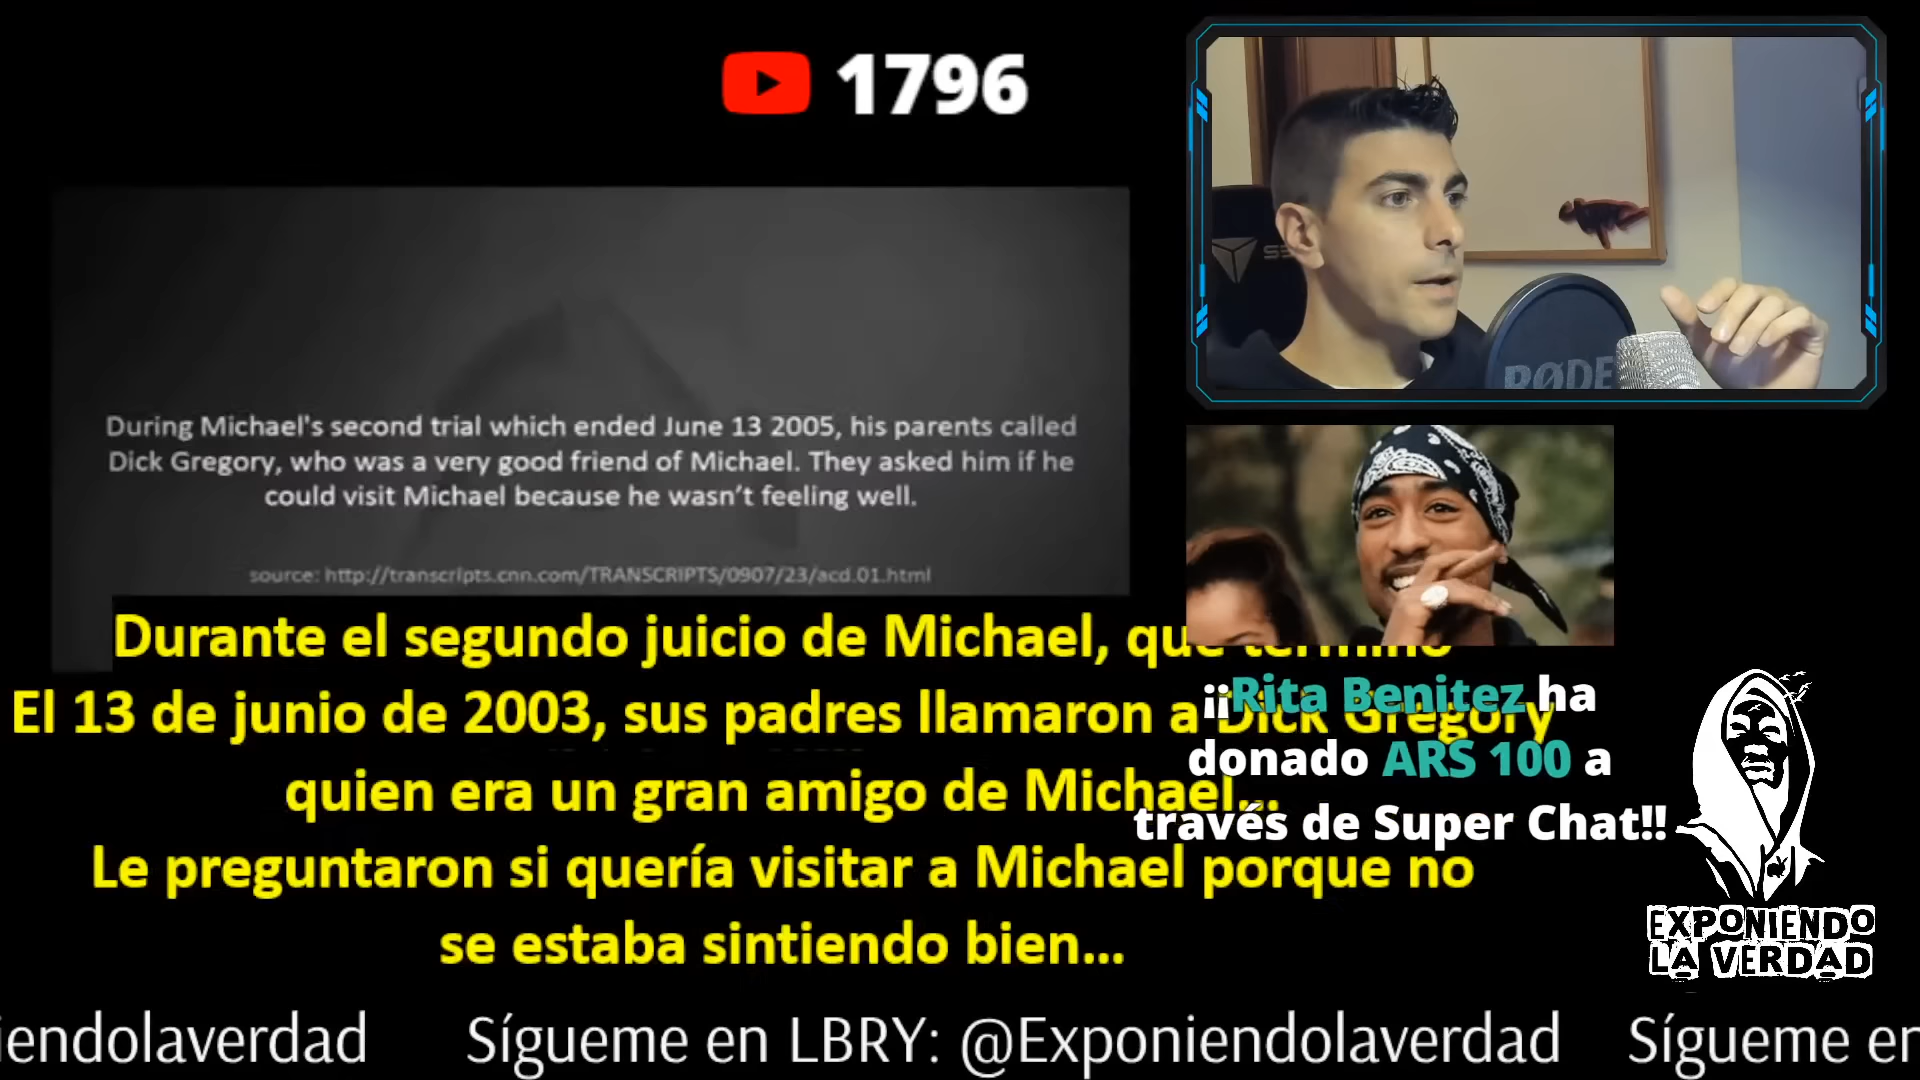 1796
During Michael's second trial which ended June 13 2005, his parents called
Dick Gregory, who was a very good friend of Michael. They asked him if he
could visit Michael because he wasn't feeling well.
source: http://transcripts.cnn.com/TRANSCRIPTS/0907/23/acd.01.html
RØDE
Durante el segundo juicio de Michael, que terminó
El 13 de junio de 2003, sus padres llamaron a Dick Gregory
quien era un gran amigo de Michael...
Le preguntaron si quería visitar a Michael porque no
se estaba sintiendo bien...
¡¡Rita Benitez ha
donado ARS 100 a
través de Super Chat!!
EXPONIENDO
LA VERDAD
iendolaverdad Sígueme en LBRY: @Exponiendolaverdad Sígueme en